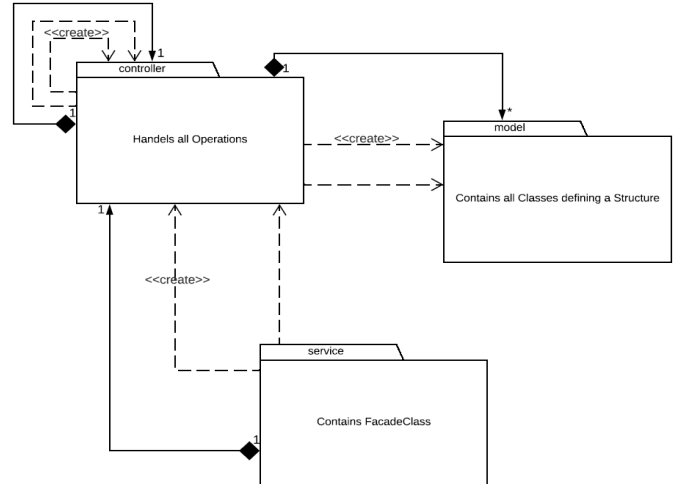 <<create>>
1
controller
1
1
Handels all Operations
<<create>>
*
model
Contains all Classes defining a Structure
1
<<create>>
service
Contains FacadeClass
1